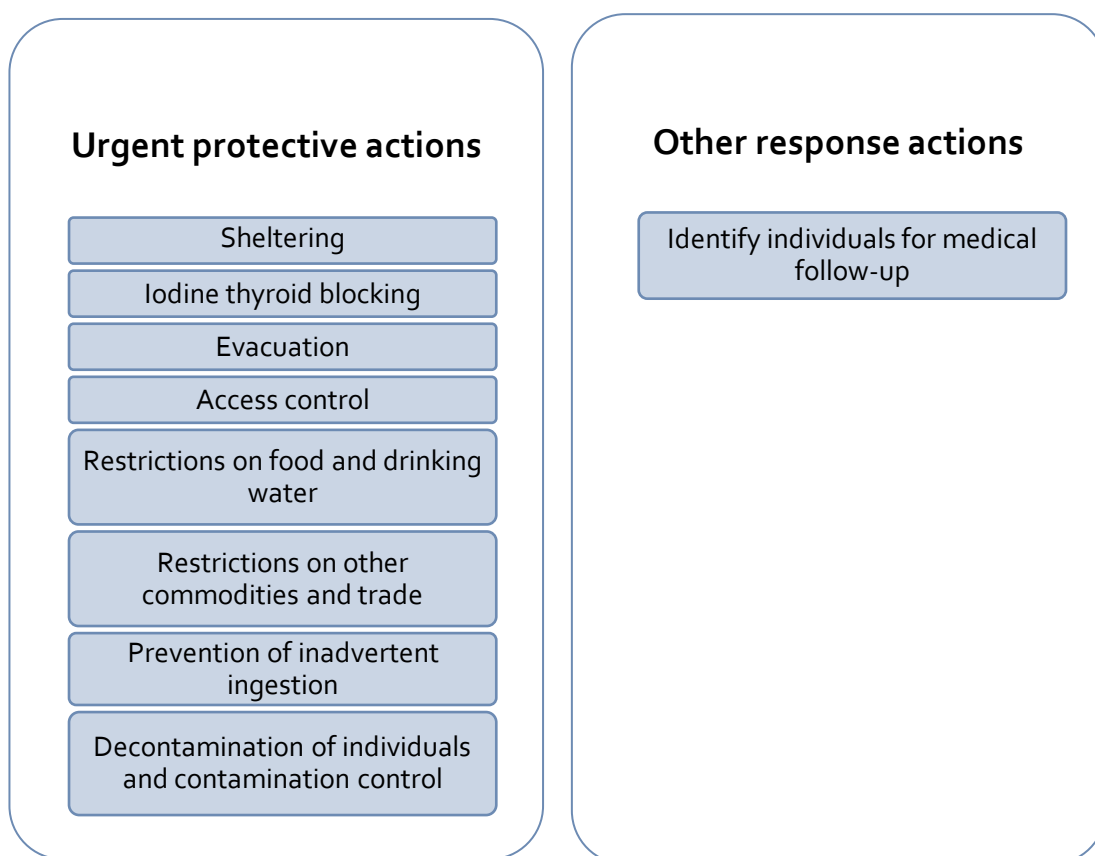 Urgent protective actions
Sheltering
Iodine thyroid blocking
Evacuation
Access control
Restrictions on food and drinking
water
Restrictions on other
commodities and trade
Prevention of inadvertent
ingestion
Decontamination of individuals
and contamination control
Other response actions
Identify individuals for medical
follow-up